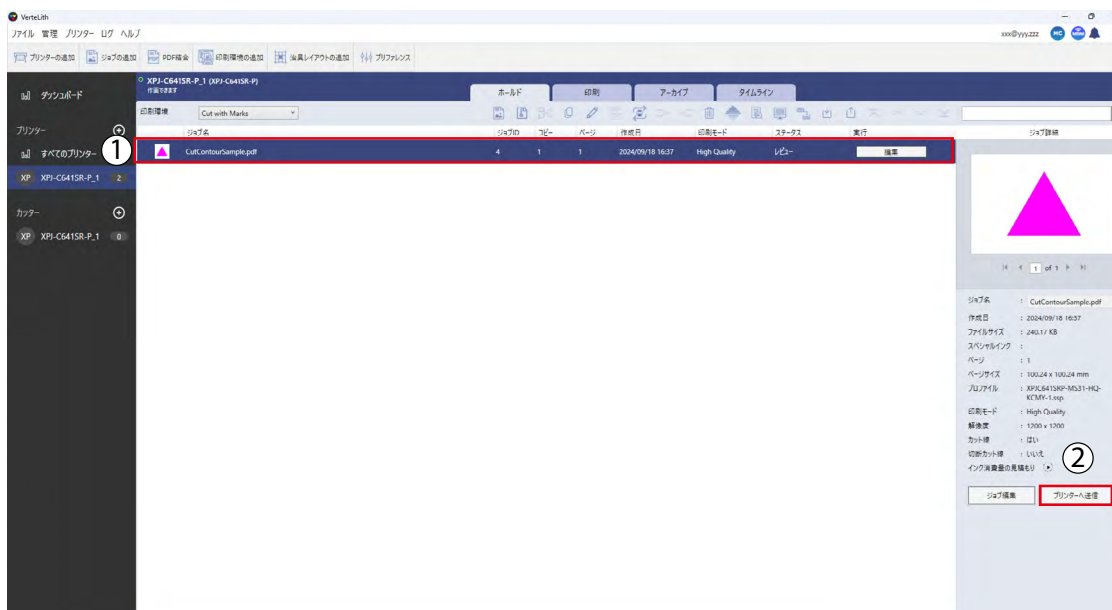 VerteLith
ファイル 管理 プリンター ログ ヘルプ
xxx@yyy.zzz MC
プリンターの追加 ジョブの追加 PDF結合 印刷環境の追加 治具レイアウトの追加 プリファレンス
ダッシュボード
XPJ-C641SR-P_1 (XPJ-C641SR-P)
作画できます
ホールド 印刷 アーカイブ タイムライン
印刷環境 Cut with Marks
プリンター
ジョブ名 ジョブID コピー ページ 作成日 印刷モード ステータス 実行 ジョブ詳細
すべてのプリンター
①
CutContourSample.pdf 4 1 1 2024/09/18 16:37 High Quality レビュー 編集
XP XPJ-C641SR-P_1 2
カッター
XP XPJ-C641SR-P_1 0
1 of 1
ジョブ名 : CutContourSample.pdf
作成日 : 2024/09/18 16:37
ファイルサイズ : 240.17 KB
スペシャルインク :
ページ : 1
ページサイズ : 100.24 x 100.24 mm
プロファイル : XPJC641SRP-MS31-HQ-
KCMY-1.ssp
印刷モード : High Quality
解像度 : 1200 x 1200
カット線 : はい
切断カット線 : いいえ
②
インク消費量の見積もり
ジョブ編集 プリンターへ送信